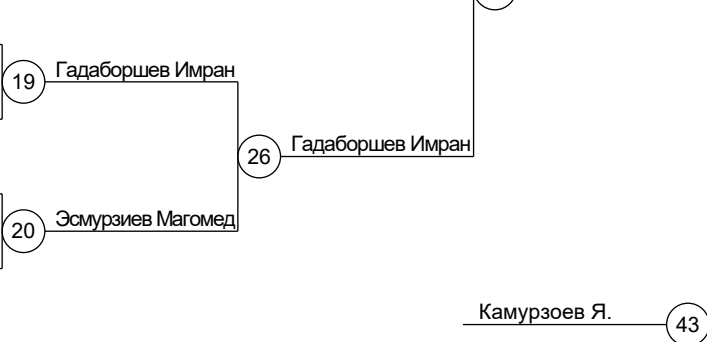 19 Гадаборшев Имран
26 Гадаборшев Имран
20 Эсмурзиев Магомед
Камурзоев Я. 43